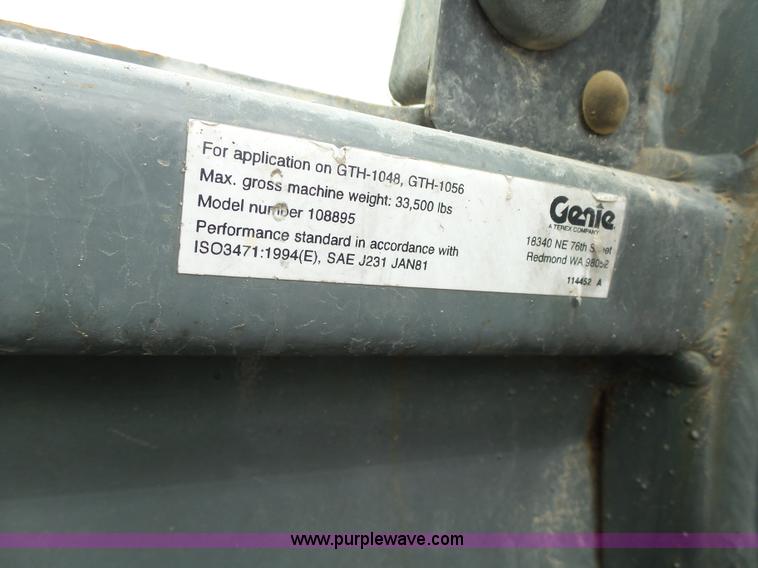 For application on GTH-1048, GTH-1056
Max. gross machine weight: 33,500 lbs
Model number 108895
Performance standard in accordance with
ISO3471:1994(E), SAE J231 JAN81
Genie
A TEREX COMPANY
18340 NE 76th Street
Redmond WA 98052
114452 A
www.purplewave.com